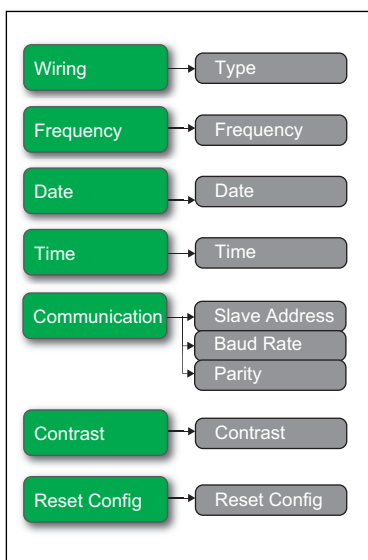 Wiring
Type
Frequency
Frequency
Date
Date
Time
Time
Communication
Slave Address
Baud Rate
Parity
Contrast
Contrast
Reset Config
Reset Config